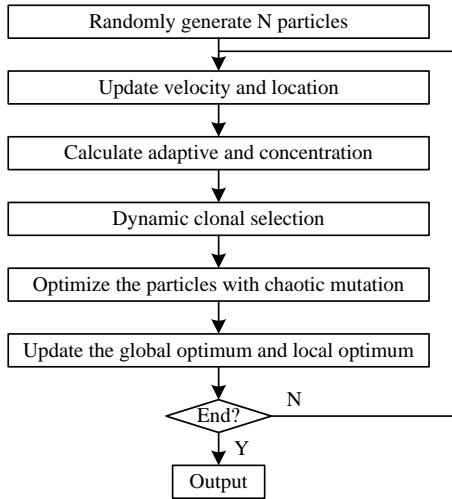 Randomly generate N particles
Update velocity and location
Calculate adaptive and concentration
Dynamic clonal selection
Optimize the particles with chaotic mutation
Update the global optimum and local optimum
End?
N
Y
Output